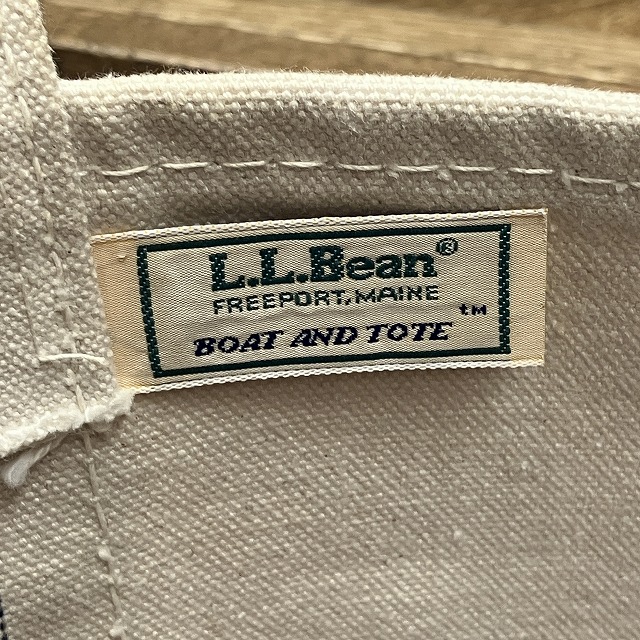 L.L.Bean®
FREEPORT, MAINE
BOAT AND TOTE ™